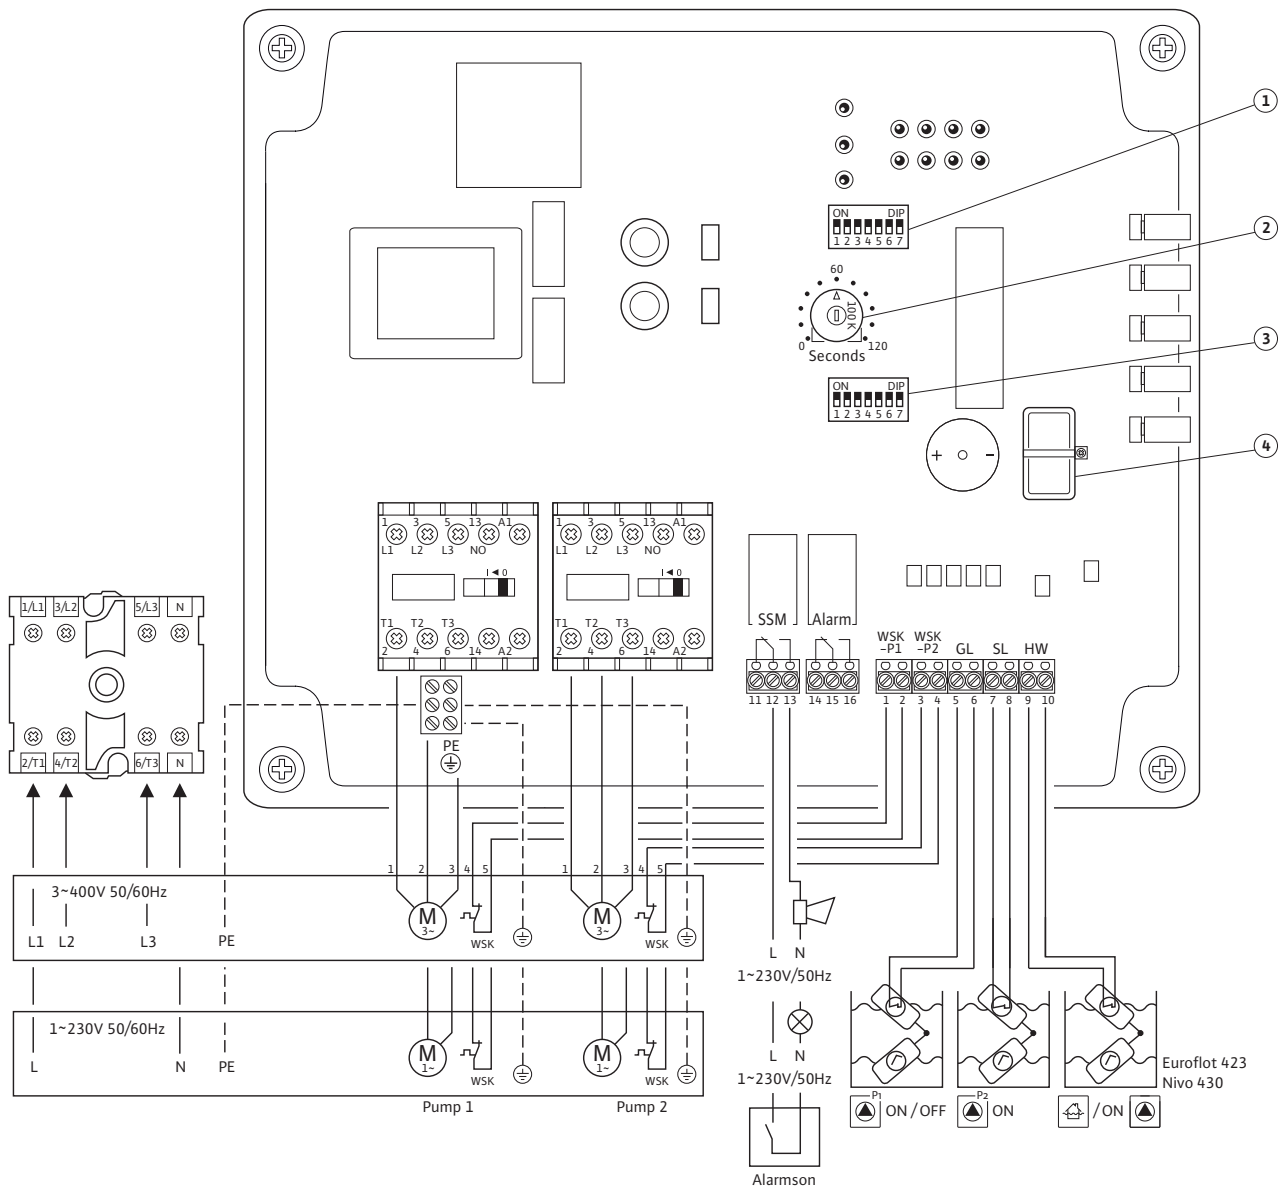 1
ON DIP
1 2 3 4 5 6 7
2
60
100 K
0 120
Seconds
3
ON DIP
1 2 3 4 5 6 7
+ −
4
1 3 5 13 A1
L1 L2 L3 NO
I ◄ 0
T1 T2 T3
2 4 6 14 A2
1 3 5 13 A1
L1 L2 L3 NO
I ◄ 0
T1 T2 T3
2 4 6 14 A2
1/L1 3/L2 5/L3 N
2/T1 4/T2 6/T3 N
SSM Alarm
WSK
-P1
WSK
-P2
GL SL HW
11 12 13 14 15 16 1 2 3 4 5 6 7 8 9 10
PE
1 2 3 4 5 1 2 3 4 5
3~400V 50/60Hz
L1 L2 L3 PE
M
3~
WSK
M
3~
WSK
L N
1~230V/50Hz
1~230V 50/60Hz
L N PE
M
1~
WSK
M
1~
WSK
L N
1~230V/50Hz
Pump 1 Pump 2
Euroflot 423
Nivo 430
P1
ON / OFF
P2
ON
/ ON
Alarmson